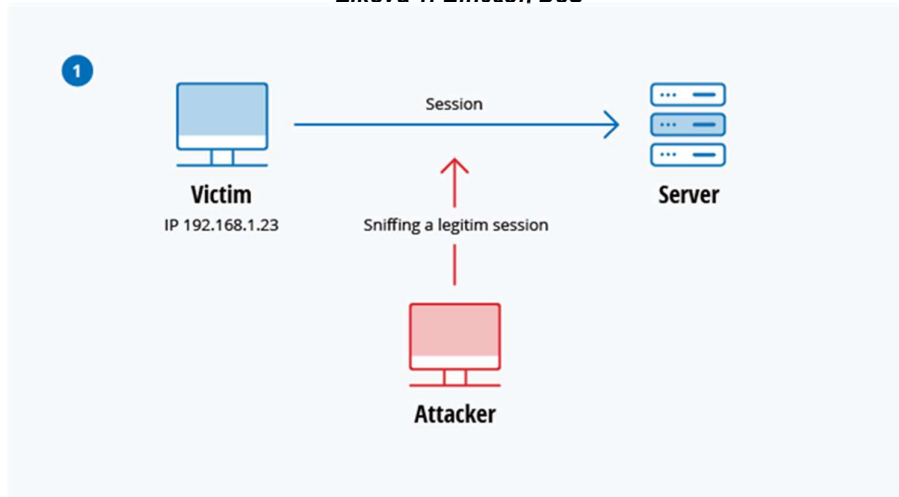 1
Session
Victim
IP 192.168.1.23
Server
Sniffing a legitim session
Attacker